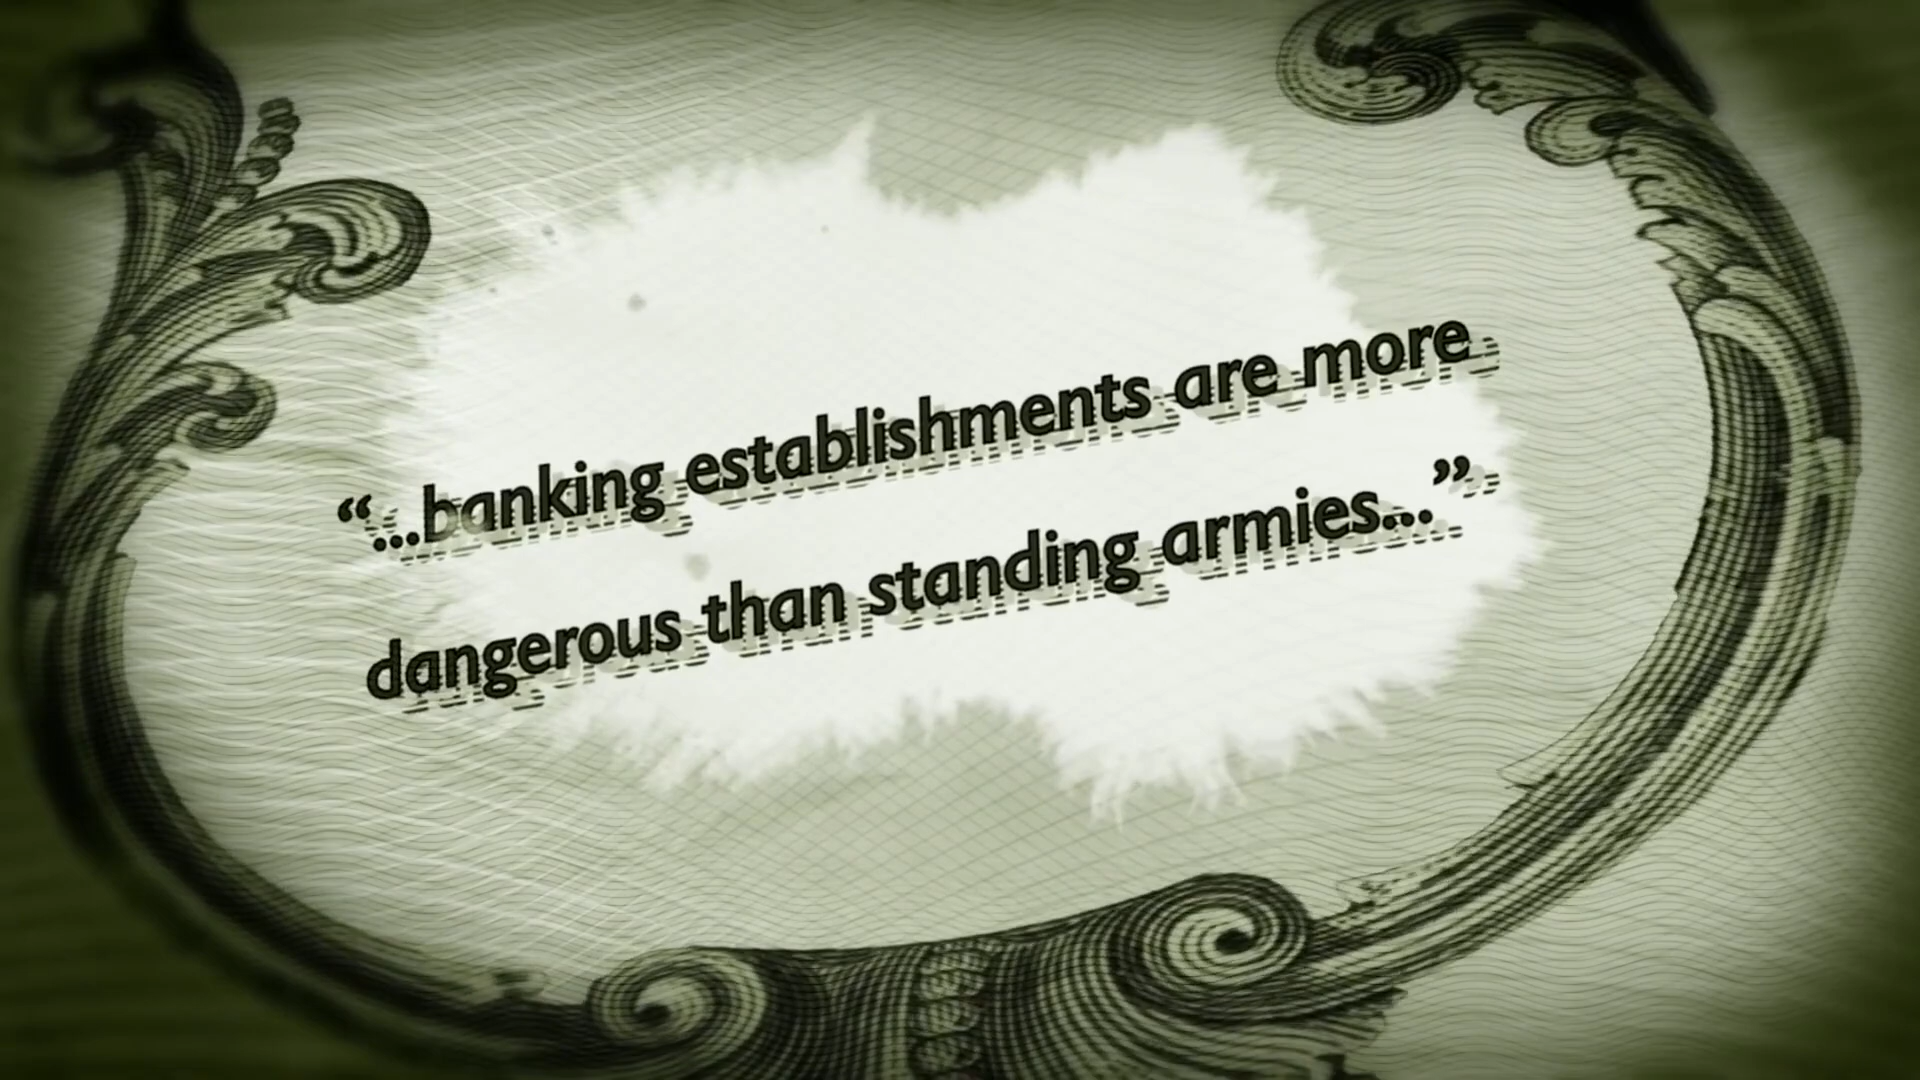 “...banking establishments are more
dangerous than standing armies...”